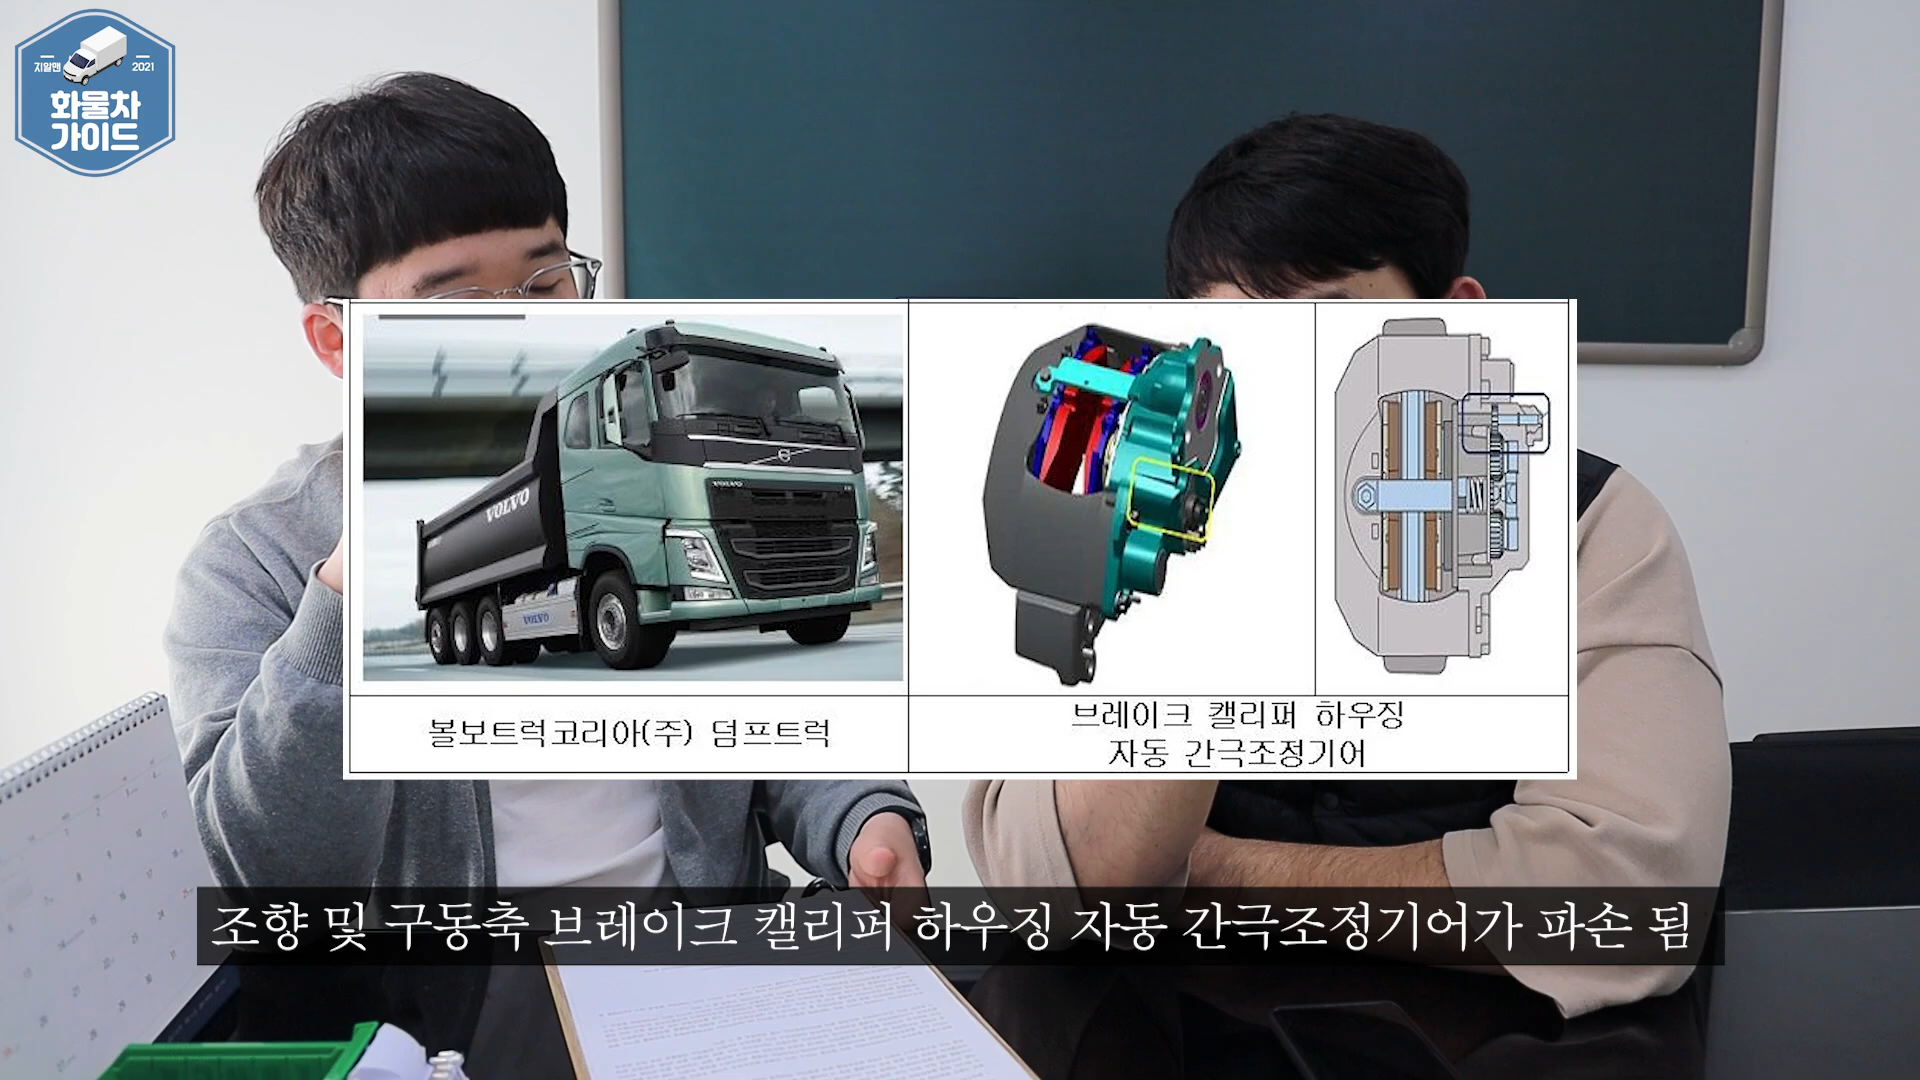 지알맨 2021
화물차
가이드
VOLVO
VOLVO
VOLVO
볼보트럭코리아(주) 덤프트럭
브레이크 캘리퍼 하우징
자동 간극조정기어
조향 및 구동축 브레이크 캘리퍼 하우징 자동 간극조정기어가 파손 됨